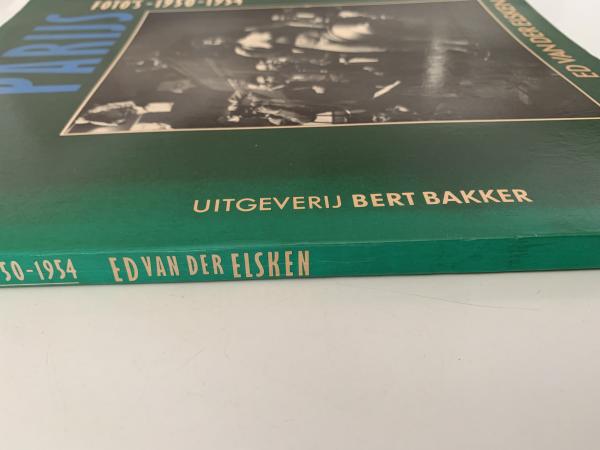 FOTO'S - 1950 - 1954
PARIJS
ED VAN DER ELSKEN
UITGEVERIJ BERT BAKKER
50-1954 ED VAN DER ELSKEN